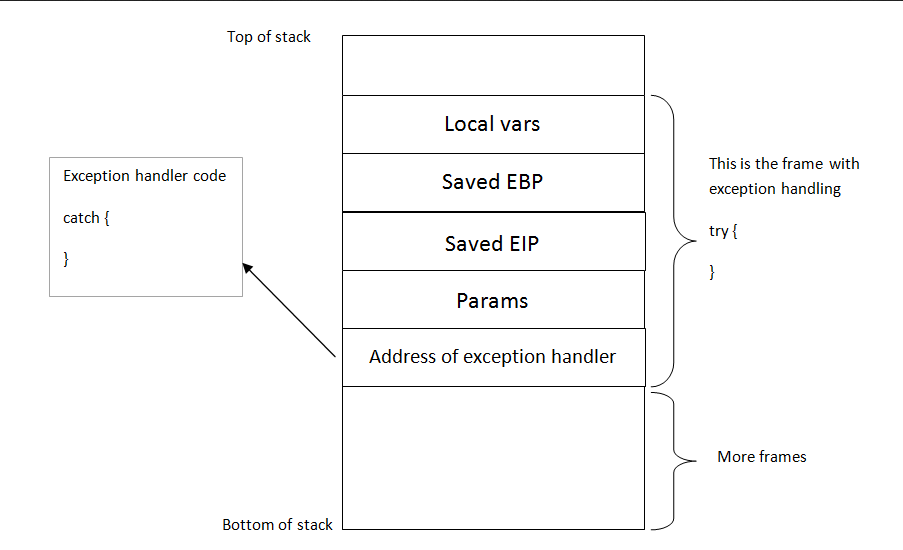 Top of stack
Local vars
Saved EBP
Saved EIP
Params
Address of exception handler
Bottom of stack
Exception handler code
catch {
}
This is the frame with
exception handling
try {
}
More frames